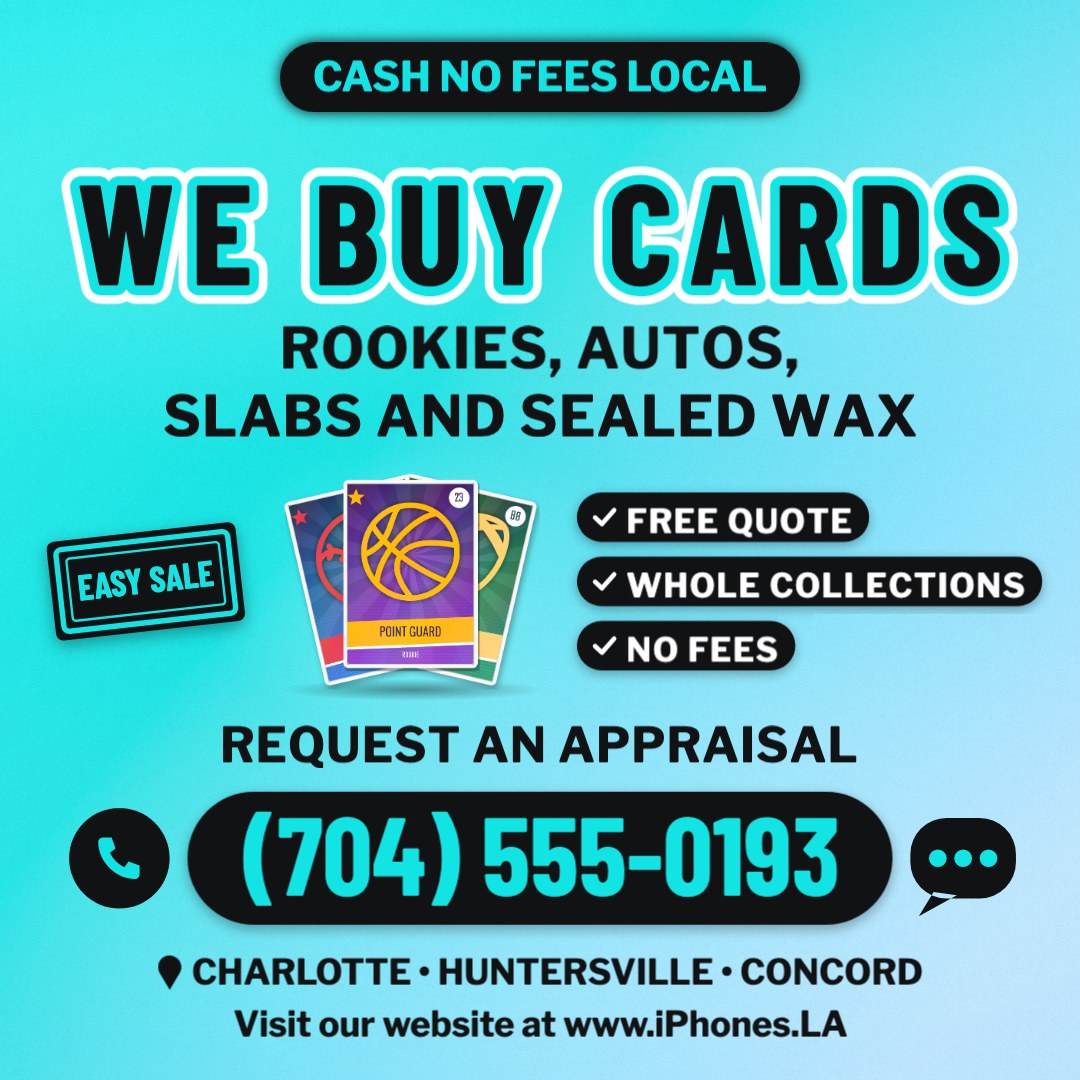 CASH NO FEES LOCAL
WE BUY CARDS
ROOKIES, AUTOS,
SLABS AND SEALED WAX
EASY SALE
23
88
POINT GUARD
ROOKIE
FREE QUOTE
WHOLE COLLECTIONS
NO FEES
REQUEST AN APPRAISAL
(704) 555-0193
CHARLOTTE • HUNTERSVILLE • CONCORD
Visit our website at www.iPhones.LA